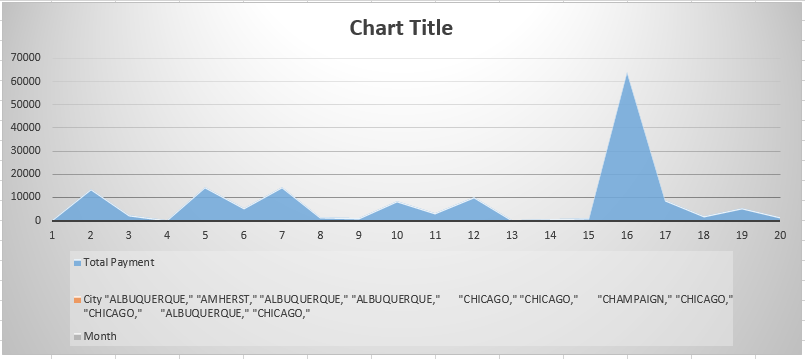 Chart Title
70000
60000
50000
40000
30000
20000
10000
0
1 2 3 4 5 6 7 8 9 10 11 12 13 14 15 16 17 18 19 20
Total Payment
City "ALBUQUERQUE," "AMHERST," "ALBUQUERQUE," "ALBUQUERQUE," "CHICAGO," "CHICAGO," "CHAMPAIGN," "CHICAGO,"
"CHICAGO," "ALBUQUERQUE," "CHICAGO,"
Month